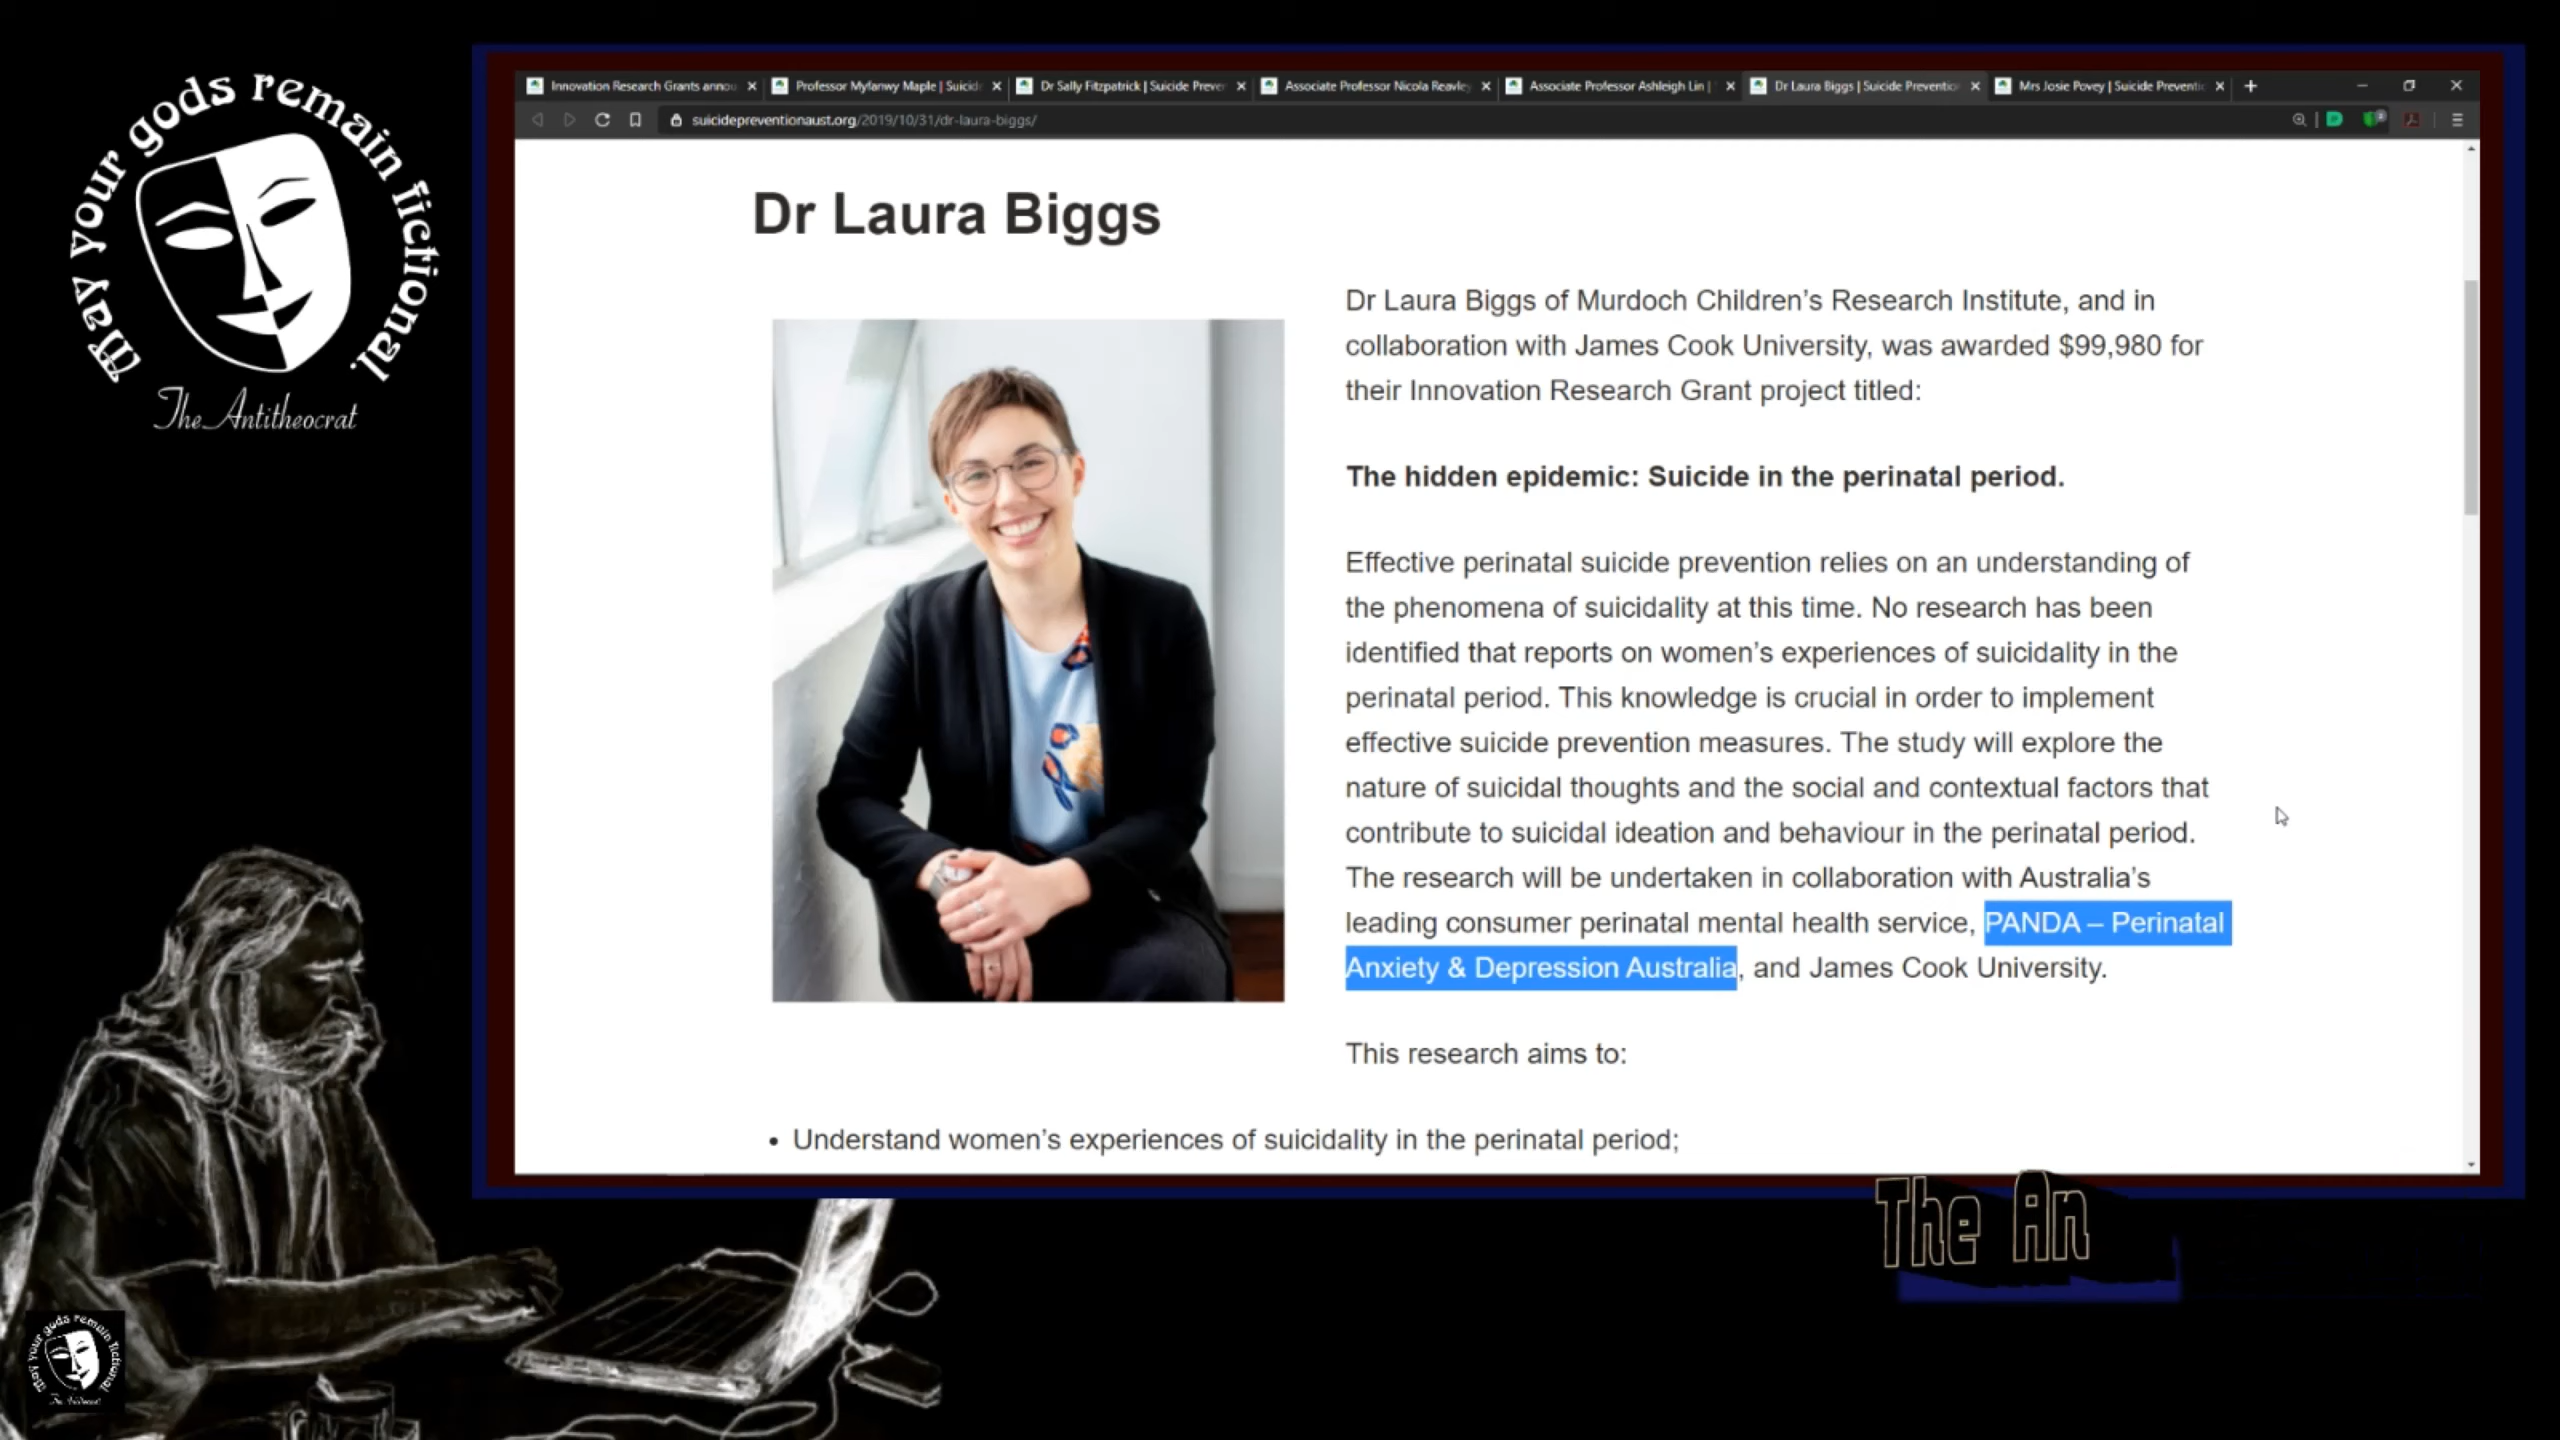 May your gods remain fictional.
The Antitheocrat
Innovation Research Grants annou
Professor Myfanwy Maple | Suicid
Dr Sally Fitzpatrick | Suicide Preve
Associate Professor Nicola Reavley
Associate Professor Ashleigh Lin |
Dr Laura Biggs | Suicide Preventio
Mrs Josie Povey | Suicide Preventi
suicidepreventionaust.org/2019/10/31/dr-laura-biggs/
Dr Laura Biggs
Dr Laura Biggs of Murdoch Children’s Research Institute, and in
collaboration with James Cook University, was awarded $99,980 for
their Innovation Research Grant project titled:
The hidden epidemic: Suicide in the perinatal period.
Effective perinatal suicide prevention relies on an understanding of
the phenomena of suicidality at this time. No research has been
identified that reports on women’s experiences of suicidality in the
perinatal period. This knowledge is crucial in order to implement
effective suicide prevention measures. The study will explore the
nature of suicidal thoughts and the social and contextual factors that
contribute to suicidal ideation and behaviour in the perinatal period.
The research will be undertaken in collaboration with Australia’s
leading consumer perinatal mental health service, PANDA – Perinatal
Anxiety & Depression Australia, and James Cook University.
This research aims to:
• Understand women’s experiences of suicidality in the perinatal period;
The An
May your gods remain fictional.
The Antitheocrat